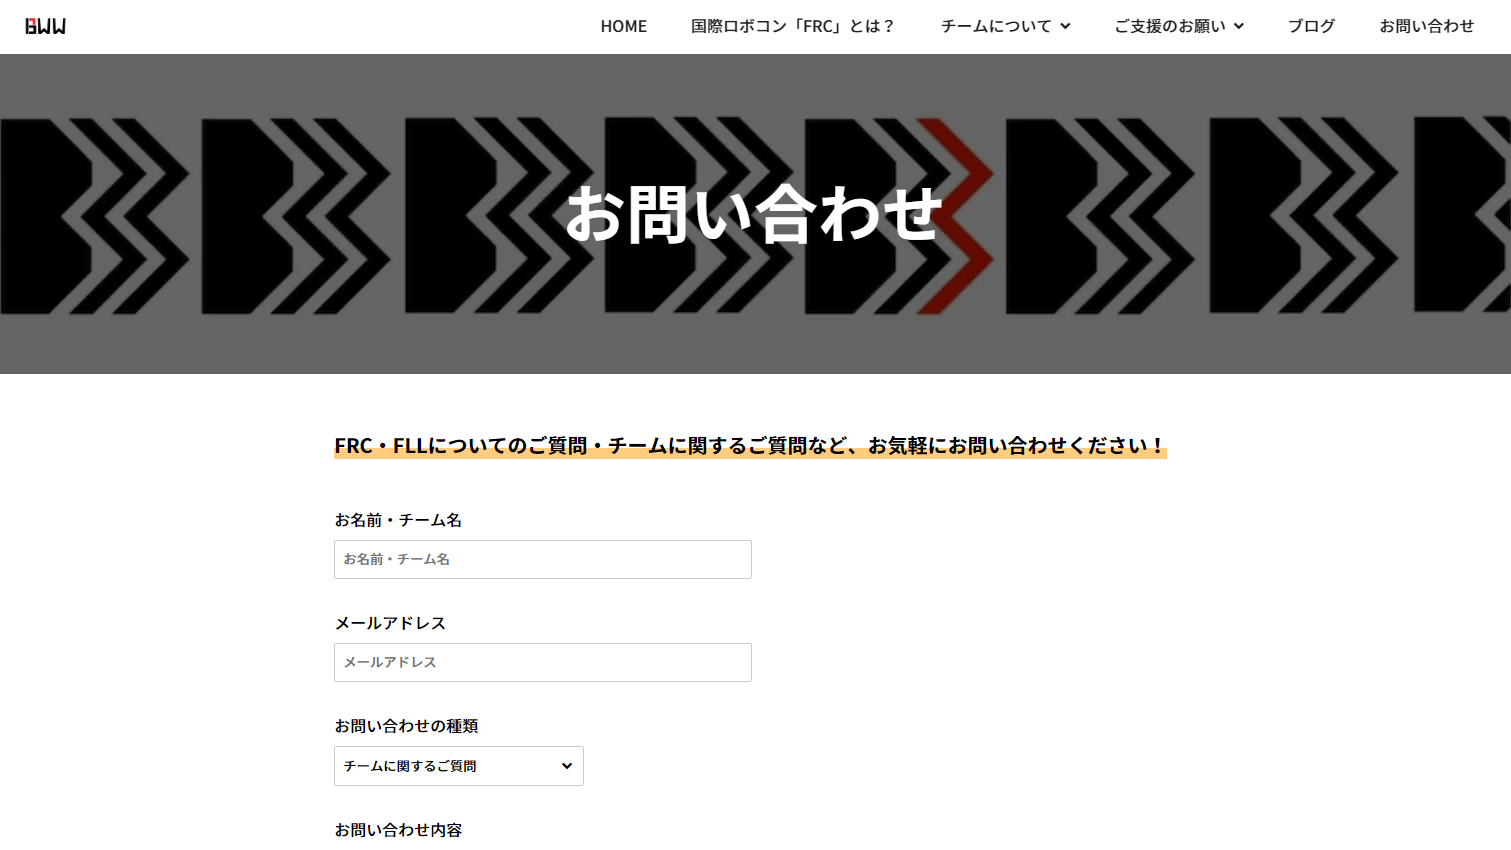 BWW
HOME 国際ロボコン「FRC」とは？ チームについて ご支援のお願い ブログ お問い合わせ
お問い合わせ
FRC・FLLについてのご質問・チームに関するご質問など、お気軽にお問い合わせください！
お名前・チーム名
お名前・チーム名
メールアドレス
メールアドレス
お問い合わせの種類
チームに関するご質問
お問い合わせ内容